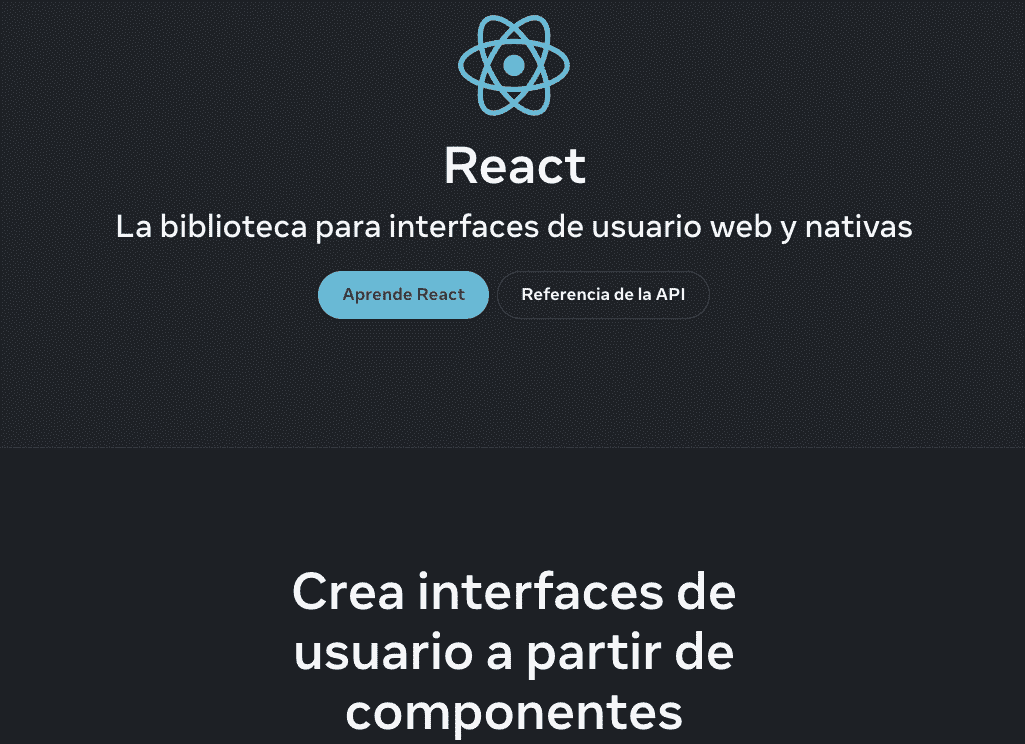 React
La biblioteca para interfaces de usuario web y nativas
Aprende React
Referencia de la API
Crea interfaces de
usuario a partir de
componentes